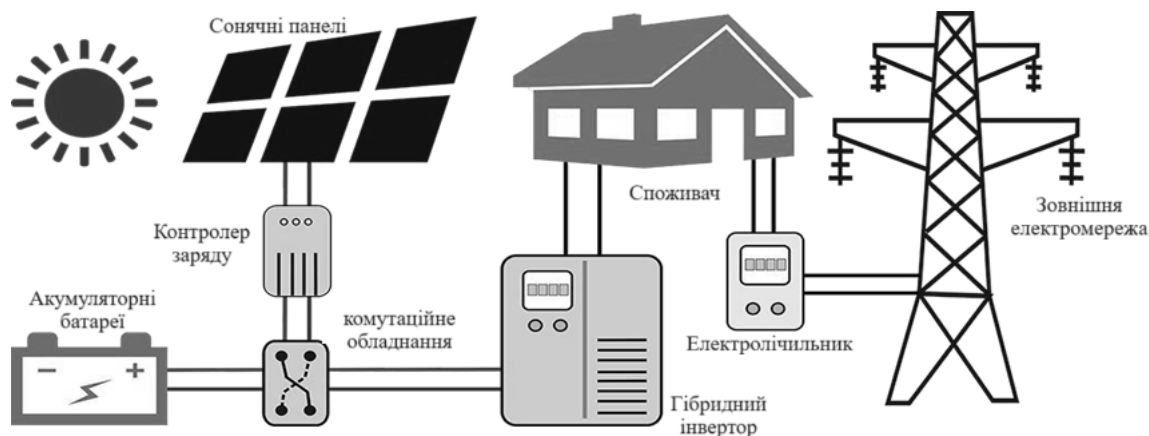 Сонячні панелі
Споживач
Зовнішня
електромережа
Контролер
заряду
Акумуляторні
батареї
комутаційне
обладнання
Електролічильник
Гібридний
інвертор